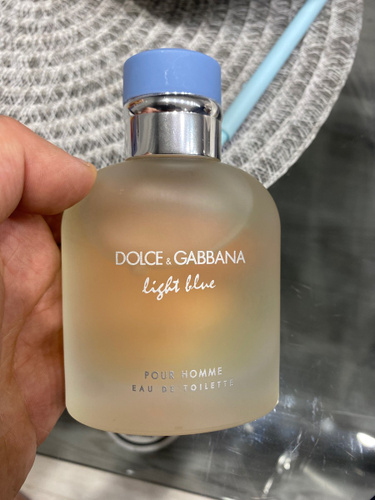 DOLCE & GABBANA
light blue
POUR HOMME
EAU DE TOILETTE